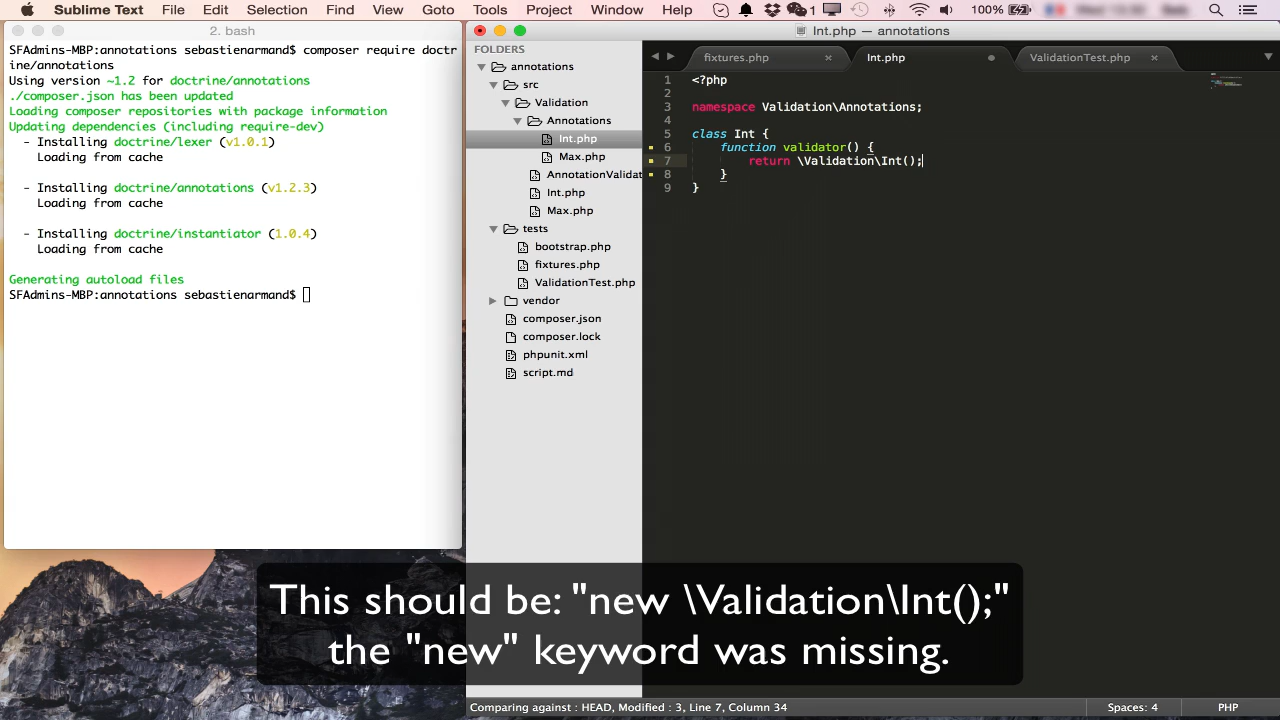 Sublime Text File Edit Selection Find View Goto Tools Project Window Help 1 100%
2. bash
SFAdmins-MBP:annotations sebastienarmand$ composer require doctr
ine/annotations
Using version ~1.2 for doctrine/annotations
./composer.json has been updated
Loading composer repositories with package information
Updating dependencies (including require-dev)
- Installing doctrine/lexer (v1.0.1)
Loading from cache
- Installing doctrine/annotations (v1.2.3)
Loading from cache
- Installing doctrine/instantiator (1.0.4)
Loading from cache
Generating autoload files
SFAdmins-MBP:annotations sebastienarmand$
Int.php — annotations
FOLDERS
annotations
src
Validation
Annotations
Int.php
Max.php
AnnotationValidat
Int.php
Max.php
tests
bootstrap.php
fixtures.php
ValidationTest.php
vendor
composer.json
composer.lock
phpunit.xml
script.md
fixtures.php × Int.php ValidationTest.php ×
1 <?php
2
3 namespace Validation\Annotations;
4
5 class Int {
6 function validator() {
7 return \Validation\Int();
8 }
9 }
This should be: "new \Validation\Int();"
the "new" keyword was missing.
Comparing against : HEAD, Modified : 3, Line 7, Column 34 Spaces: 4 PHP